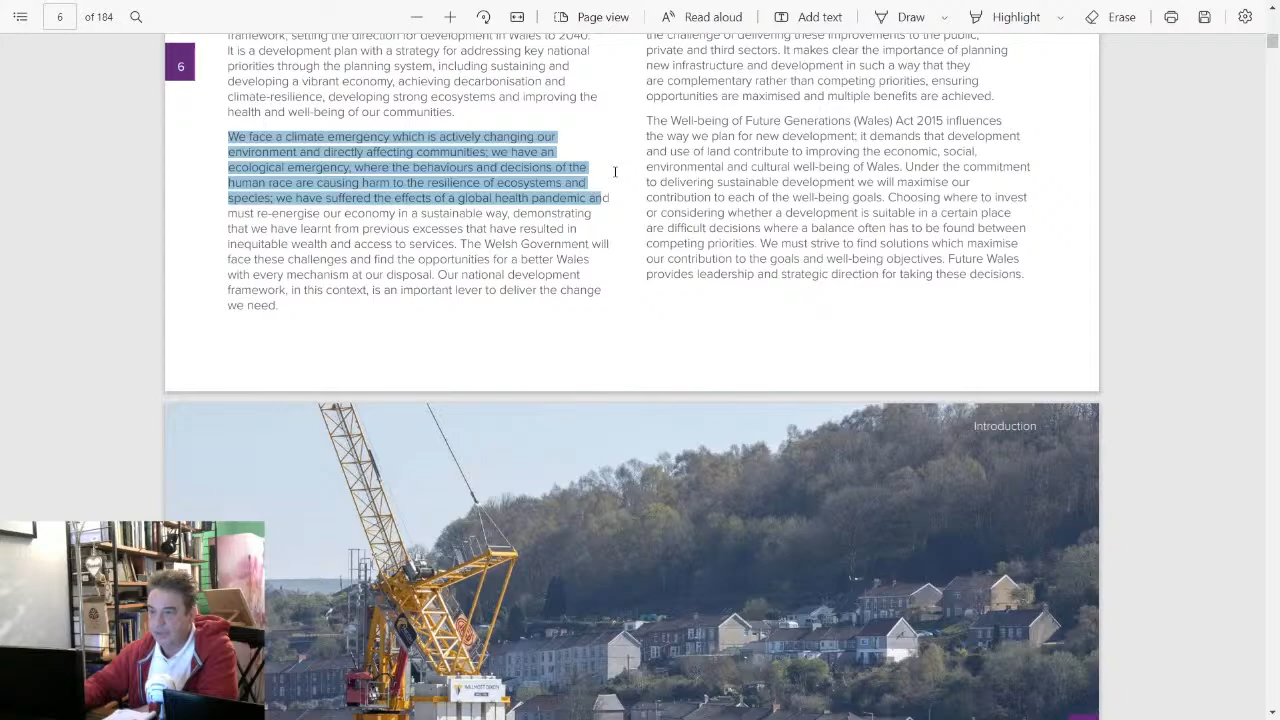 6
of 184
Page view
Read aloud
Add text
Draw
Highlight
Erase
6
framework, setting the direction for development in Wales to 2040.
It is a development plan with a strategy for addressing key national
priorities through the planning system, including sustaining and
developing a vibrant economy, achieving decarbonisation and
climate-resilience, developing strong ecosystems and improving the
health and well-being of our communities.
We face a climate emergency which is actively changing our
environment and directly affecting communities; we have an
ecological emergency, where the behaviours and decisions of the
human race are causing harm to the resilience of ecosystems and
species; we have suffered the effects of a global health pandemic and
must re-energise our economy in a sustainable way, demonstrating
that we have learnt from previous excesses that have resulted in
inequitable wealth and access to services. The Welsh Government will
face these challenges and find the opportunities for a better Wales
with every mechanism at our disposal. Our national development
framework, in this context, is an important lever to deliver the change
we need.
the challenge of delivering these improvements to the public,
private and third sectors. It makes clear the importance of planning
new infrastructure and development in such a way that they
are complementary rather than competing priorities, ensuring
opportunities are maximised and multiple benefits are achieved.
The Well-being of Future Generations (Wales) Act 2015 influences
the way we plan for new development; it demands that development
and use of land contribute to improving the economic, social,
environmental and cultural well-being of Wales. Under the commitment
to delivering sustainable development we will maximise our
contribution to each of the well-being goals. Choosing where to invest
or considering whether a development is suitable in a certain place
are difficult decisions where a balance often has to be found between
competing priorities. We must strive to find solutions which maximise
our contribution to the goals and well-being objectives. Future Wales
provides leadership and strategic direction for taking these decisions.
Introduction